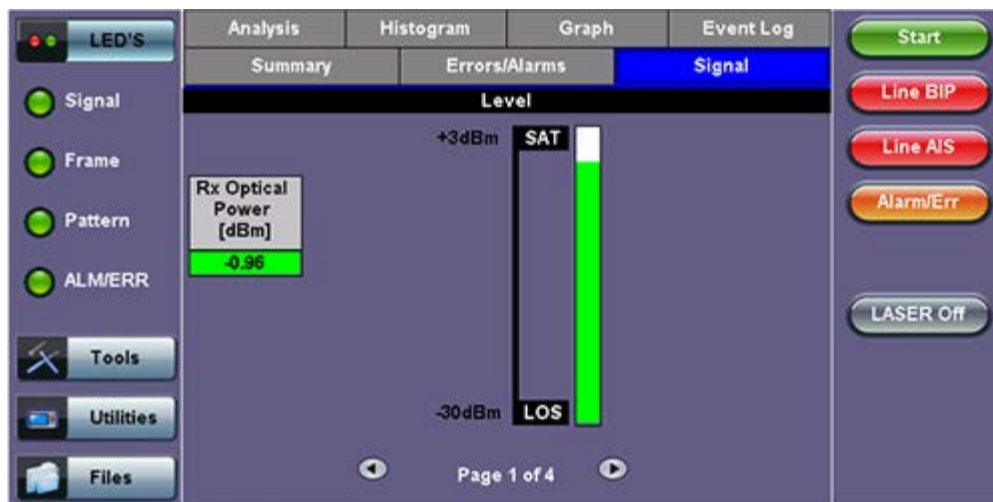 LED'S
Signal
Frame
Pattern
ALM/ERR
Tools
Utilities
Files
Analysis
Histogram
Graph
Event Log
Summary
Errors/Alarms
Signal
Level
+3dBm
SAT
Rx Optical
Power
[dBm]
-0.96
-30dBm
LOS
Page 1 of 4
Start
Line BIP
Line AIS
Alarm/Err
LASER Off